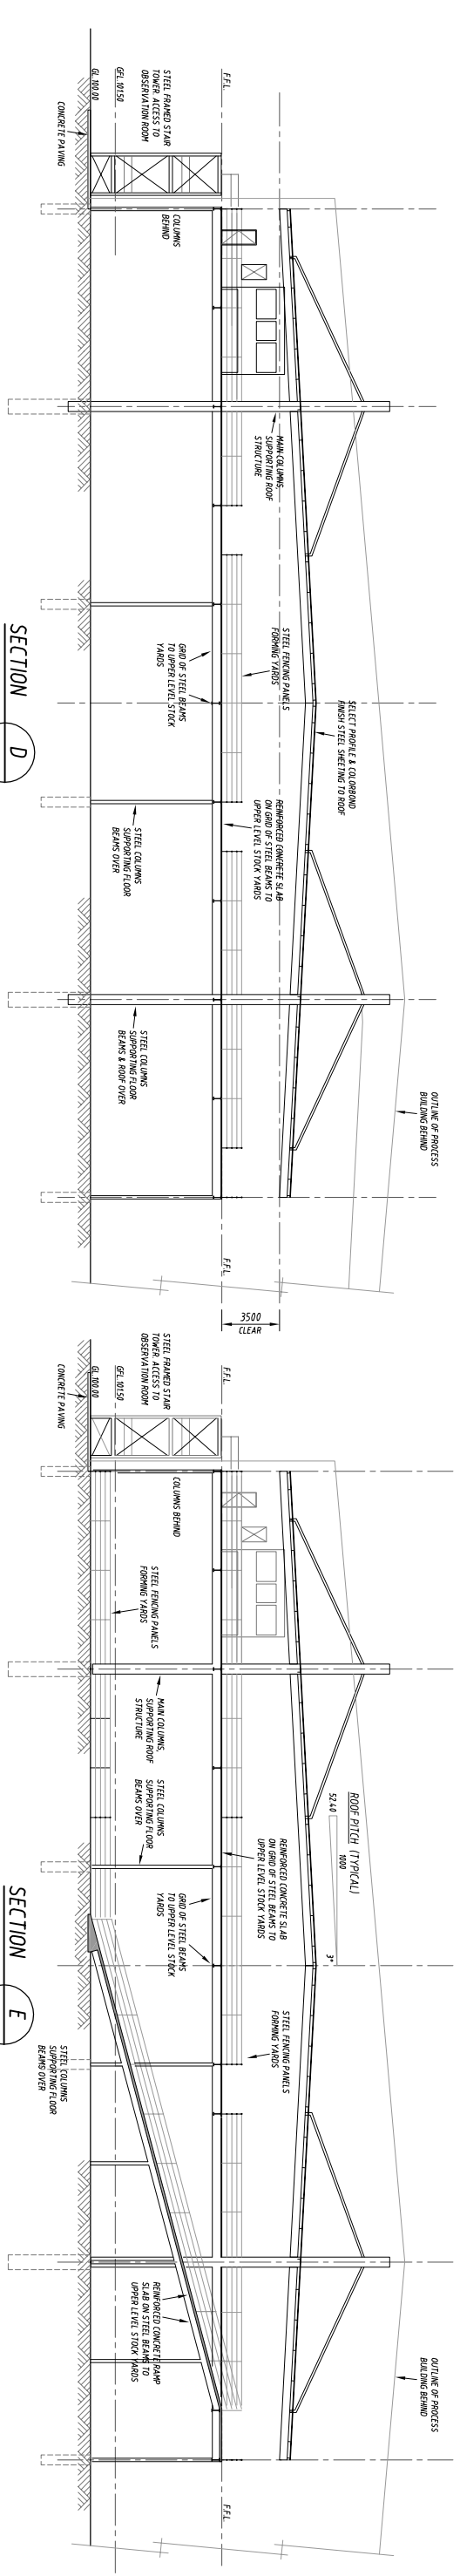 OUTLINE OF PROCESS
BUILDING BEHIND
SELECT PROFILE & COLORBOND
FINISH STEEL SHEETING TO ROOF
MAIN COLUMNS,
SUPPORTING ROOF
STRUCTURE
STEEL FENCING PANELS
FORMING YARDS
REINFORCED CONCRETE SLAB
ON GRID OF STEEL BEAMS TO
UPPER LEVEL STOCK YARDS
F.F.L.
F.F.L.
STEEL FRAMED STAIR
TOWER. ACCESS TO
OBSERVATION ROOM
COLUMNS
BEHIND
GRID OF STEEL BEAMS
TO UPPER LEVEL STOCK
YARDS
STEEL COLUMNS
SUPPORTING FLOOR
BEAMS OVER
STEEL COLUMNS
SUPPORTING FLOOR
BEAMS & ROOF OVER
GFL 101.50
GL 100.00
CONCRETE PAVING
SECTION D
3500
CLEAR
OUTLINE OF PROCESS
BUILDING BEHIND
ROOF PITCH (TYPICAL)
1000
52.40
3°
REINFORCED CONCRETE SLAB
ON GRID OF STEEL BEAMS TO
UPPER LEVEL STOCK YARDS
STEEL FENCING PANELS
FORMING YARDS
F.F.L.
F.F.L.
STEEL FRAMED STAIR
TOWER. ACCESS TO
OBSERVATION ROOM
COLUMNS BEHIND
STEEL FENCING PANELS
FORMING YARDS
MAIN COLUMNS,
SUPPORTING ROOF
STRUCTURE
STEEL COLUMNS
SUPPORTING FLOOR
BEAMS OVER
GRID OF STEEL BEAMS
TO UPPER LEVEL STOCK
YARDS
REINFORCED CONCRETE RAMP
SLAB ON STEEL BEAMS TO
UPPER LEVEL STOCK YARDS
GFL 101.50
GL 100.00
CONCRETE PAVING
STEEL COLUMNS
SUPPORTING FLOOR
BEAMS OVER
SECTION E